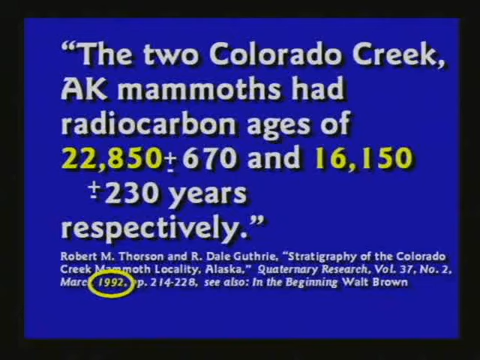 “The two Colorado Creek,
AK mammoths had
radiocarbon ages of
22,850± 670 and 16,150
±230 years
respectively.”
Robert M. Thorson and R. Dale Guthrie, “Stratigraphy of the Colorado
Creek Mammoth Locality, Alaska,” Quaternary Research, Vol. 37, No. 2,
March 1992, pp. 214-228, see also: In the Beginning Walt Brown